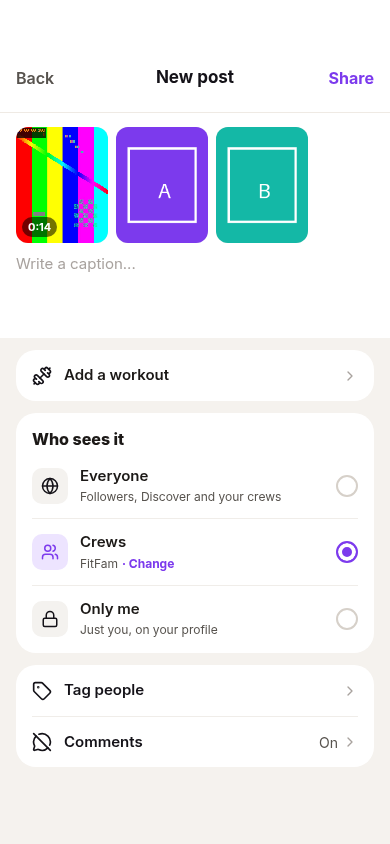 Back
New post
Share
0:14
A
B
Write a caption...
Add a workout
Who sees it
Everyone
Followers, Discover and your crews
Crews
FitFam · Change
Only me
Just you, on your profile
Tag people
Comments
On